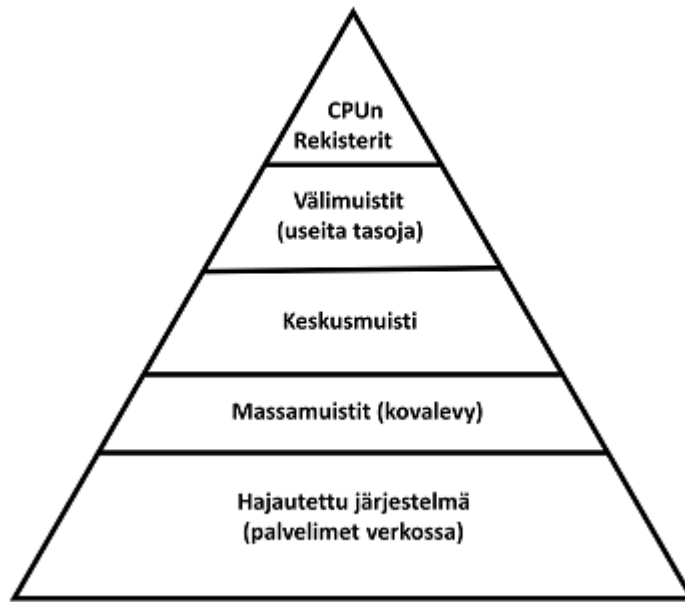 CPUn
Rekisterit
Välimuistit
(useita tasoja)
Keskusmuisti
Massamuistit (kovalevy)
Hajautettu järjestelmä
(palvelimet verkossa)